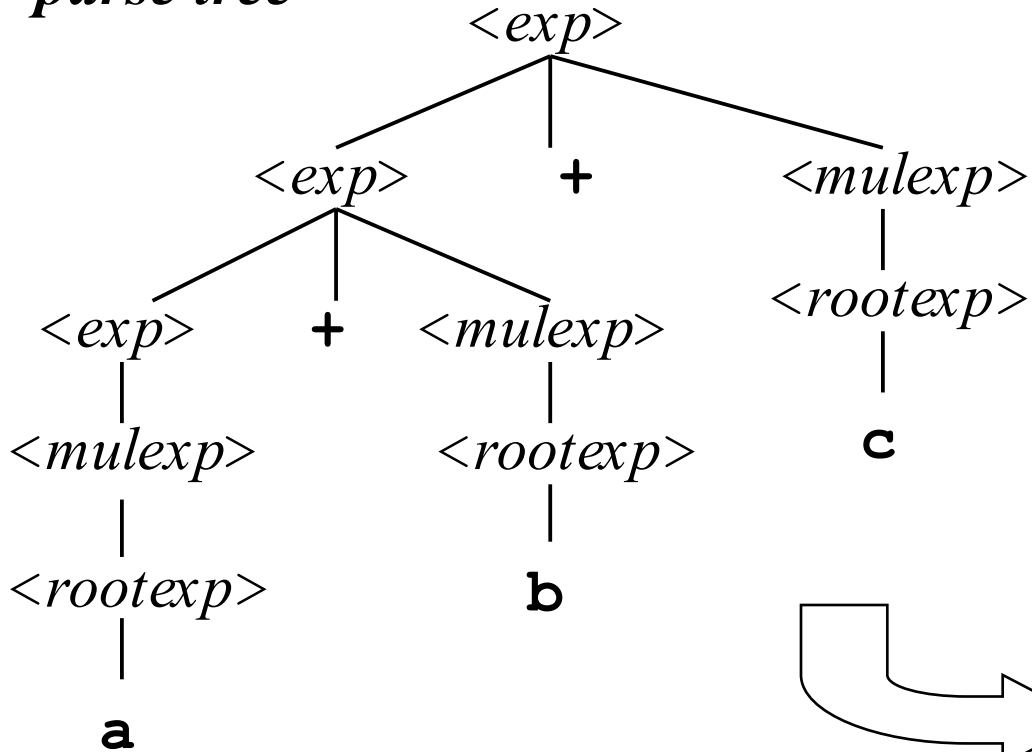 parse tree
<exp>
<exp> + <mulexp>
<rootexp>
<exp> + <mulexp>
<mulexp> <rootexp> c
<rootexp> b
a